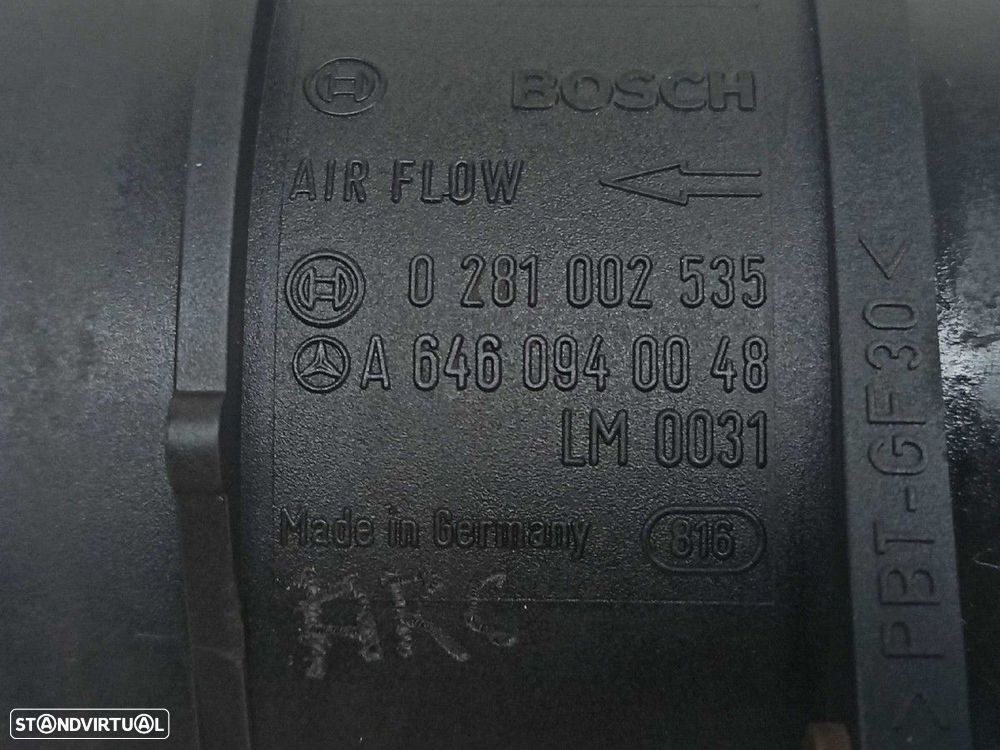 BOSCH
AIR FLOW
0 281 002 535
A 646 094 00 48
LM 0031
Made in Germany 816
>PBT-GF30<
STANDVIRTUAL